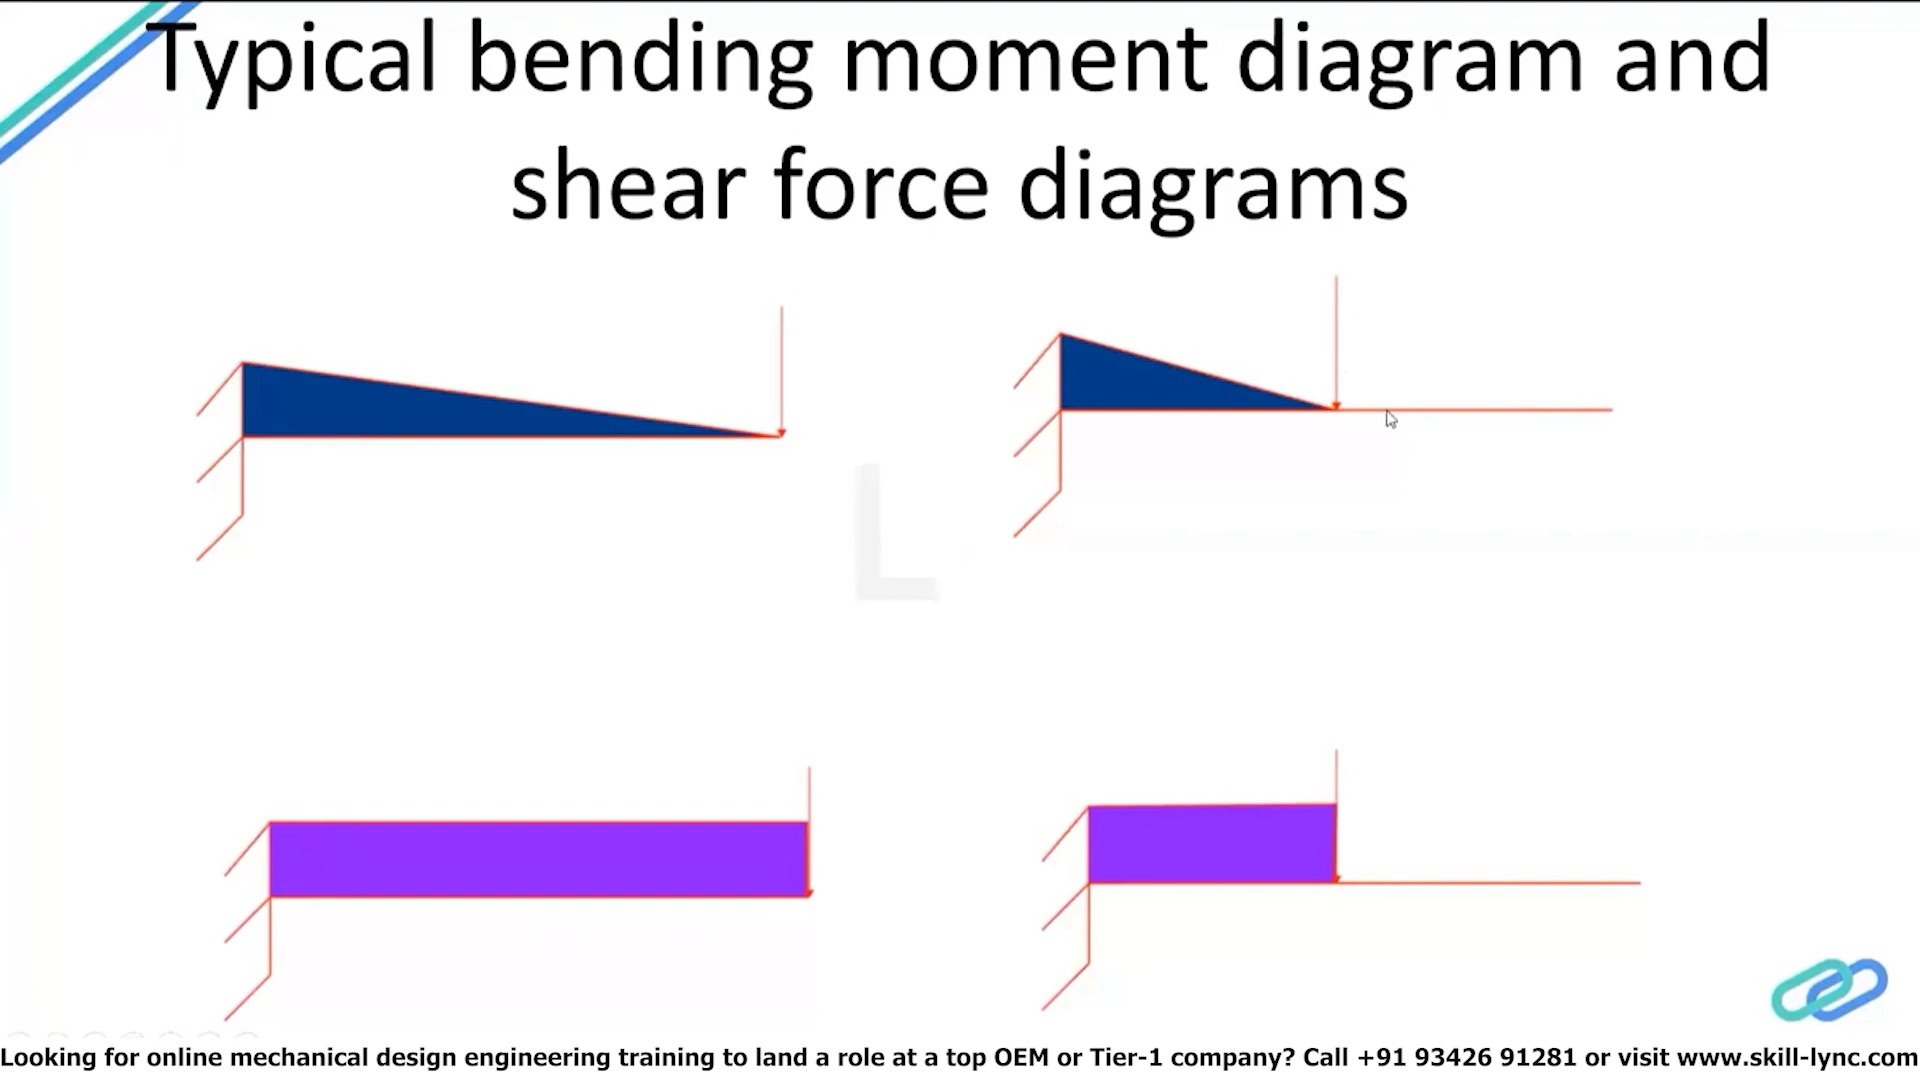 Typical bending moment diagram and
shear force diagrams
L
Looking for online mechanical design engineering training to land a role at a top OEM or Tier-1 company? Call +91 93426 91281 or visit www.skill-lync.com